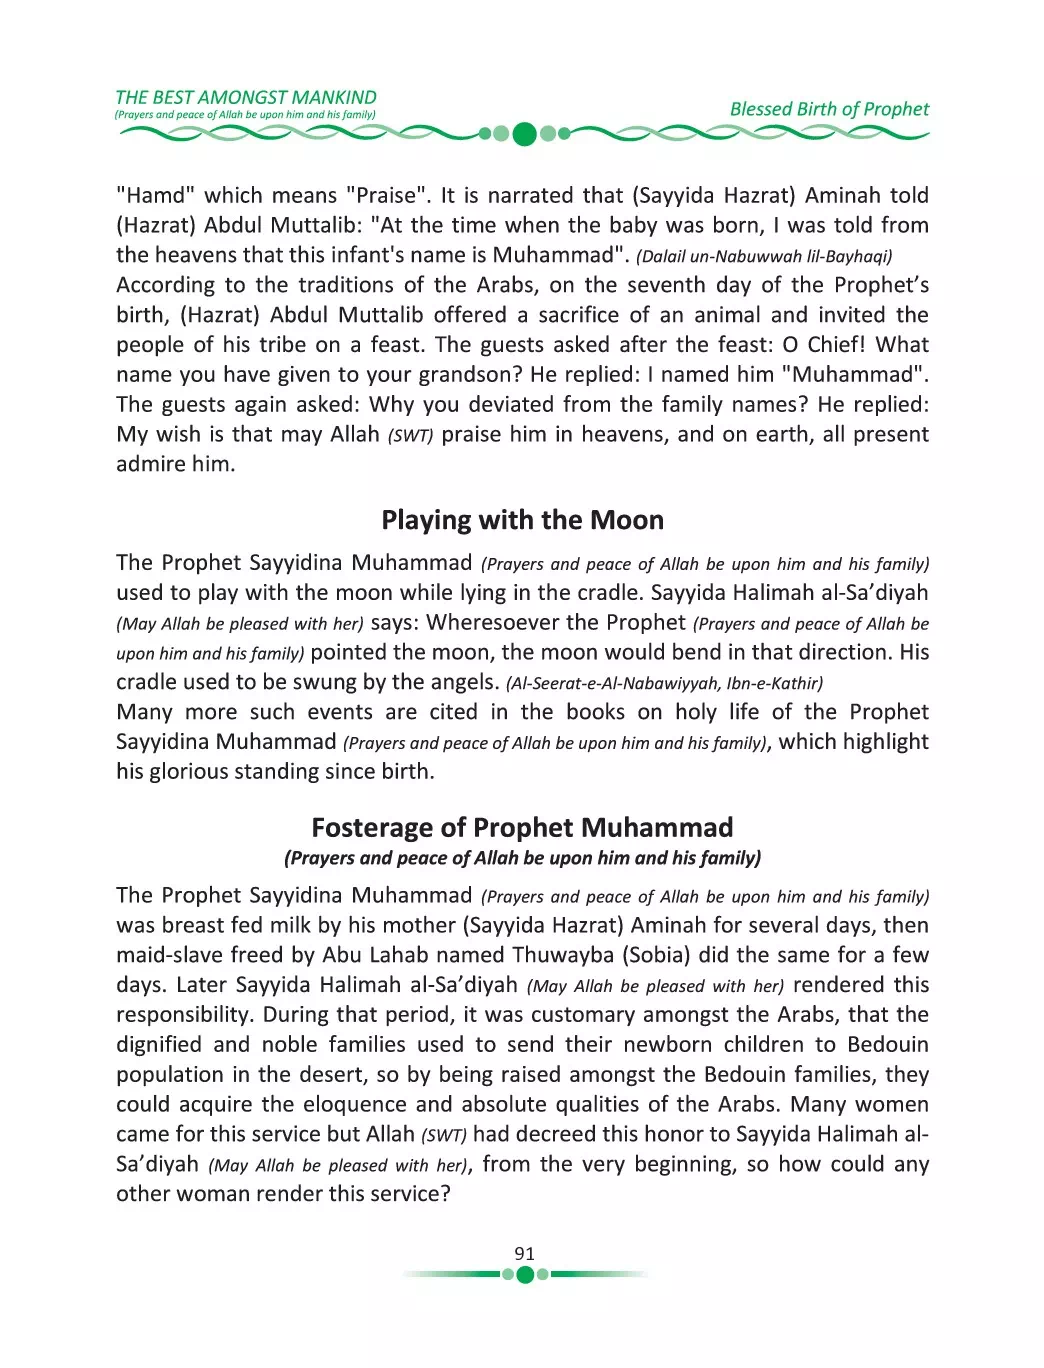 THE BEST AMONGST MANKIND
(Prayers and peace of Allah be upon him and his family)
Blessed Birth of Prophet
"Hamd" which means "Praise". It is narrated that (Sayyida Hazrat) Aminah told
(Hazrat) Abdul Muttalib: "At the time when the baby was born, I was told from
the heavens that this infant's name is Muhammad". (Dalail un-Nabuwwah lil-Bayhaqi)
According to the traditions of the Arabs, on the seventh day of the Prophet’s
birth, (Hazrat) Abdul Muttalib offered a sacrifice of an animal and invited the
people of his tribe on a feast. The guests asked after the feast: O Chief! What
name you have given to your grandson? He replied: I named him "Muhammad".
The guests again asked: Why you deviated from the family names? He replied:
My wish is that may Allah (SWT) praise him in heavens, and on earth, all present
admire him.
Playing with the Moon
The Prophet Sayyidina Muhammad (Prayers and peace of Allah be upon him and his family)
used to play with the moon while lying in the cradle. Sayyida Halimah al-Sa’diyah
(May Allah be pleased with her) says: Wheresoever the Prophet (Prayers and peace of Allah be
upon him and his family) pointed the moon, the moon would bend in that direction. His
cradle used to be swung by the angels. (Al-Seerat-e-Al-Nabawiyyah, Ibn-e-Kathir)
Many more such events are cited in the books on holy life of the Prophet
Sayyidina Muhammad (Prayers and peace of Allah be upon him and his family), which highlight
his glorious standing since birth.
Fosterage of Prophet Muhammad
(Prayers and peace of Allah be upon him and his family)
The Prophet Sayyidina Muhammad (Prayers and peace of Allah be upon him and his family)
was breast fed milk by his mother (Sayyida Hazrat) Aminah for several days, then
maid-slave freed by Abu Lahab named Thuwayba (Sobia) did the same for a few
days. Later Sayyida Halimah al-Sa’diyah (May Allah be pleased with her) rendered this
responsibility. During that period, it was customary amongst the Arabs, that the
dignified and noble families used to send their newborn children to Bedouin
population in the desert, so by being raised amongst the Bedouin families, they
could acquire the eloquence and absolute qualities of the Arabs. Many women
came for this service but Allah (SWT) had decreed this honor to Sayyida Halimah al-
Sa’diyah (May Allah be pleased with her), from the very beginning, so how could any
other woman render this service?
91